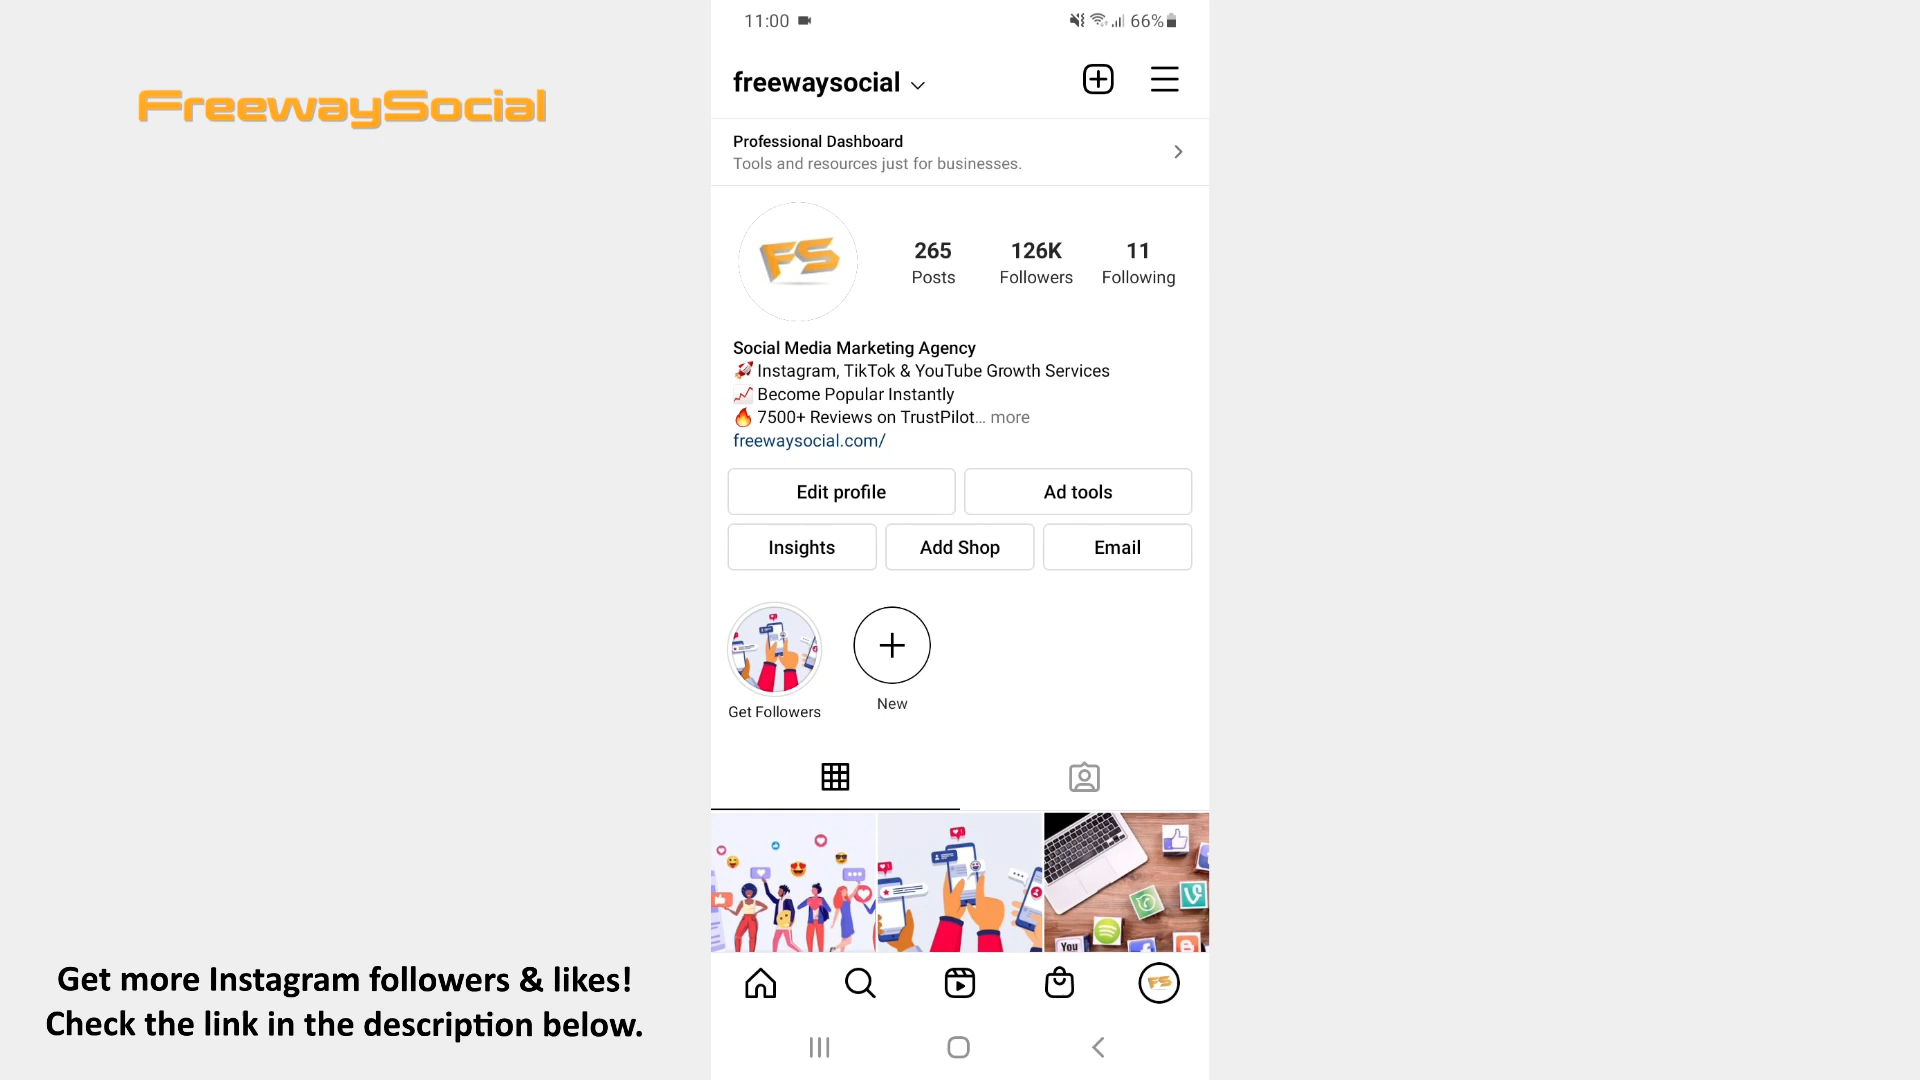 FreewaySocial
11:00
66%
freewaysocial
Professional Dashboard
Tools and resources just for businesses.
FS
265
126K
11
Posts
Followers
Following
Social Media Marketing Agency
🚀 Instagram, TikTok & YouTube Growth Services
📈 Become Popular Instantly
🔥 7500+ Reviews on TrustPilot... more
freewaysocial.com/
Edit profile
Ad tools
Insights
Add Shop
Email
Get Followers
New
You
FS
Get more Instagram followers & likes!
Check the link in the description below.